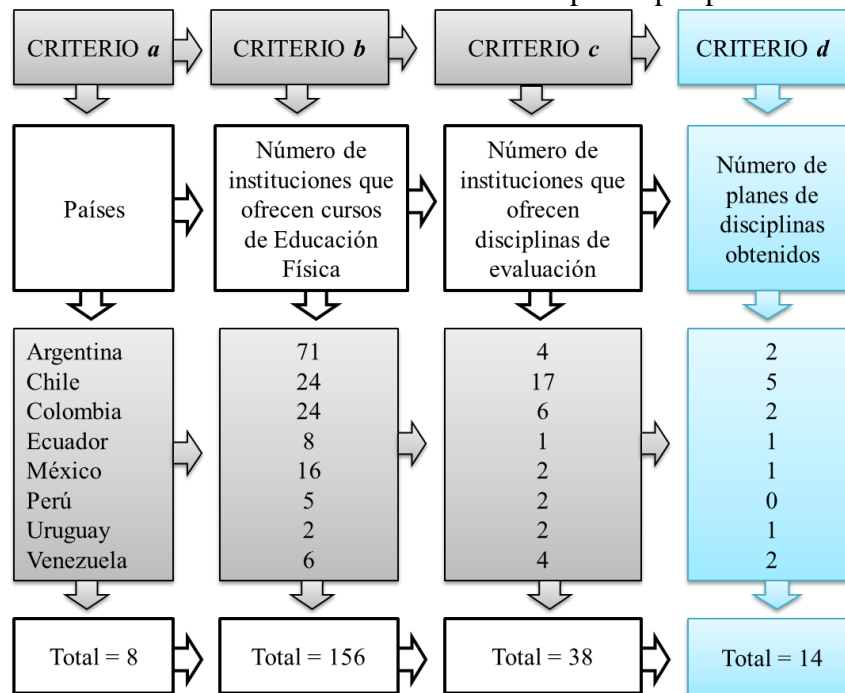 CRITERIO a
CRITERIO b
CRITERIO c
CRITERIO d
Países
Número de
instituciones que
ofrecen cursos
de Educación
Física
Número de
instituciones que
ofrecen
disciplinas de
evaluación
Número de
planes de
disciplinas
obtenidos
Argentina 71 4 2
Chile 24 17 5
Colombia 24 6 2
Ecuador 8 1 1
México 16 2 1
Perú 5 2 0
Uruguay 2 2 1
Venezuela 6 4 2
Total = 8
Total = 156
Total = 38
Total = 14